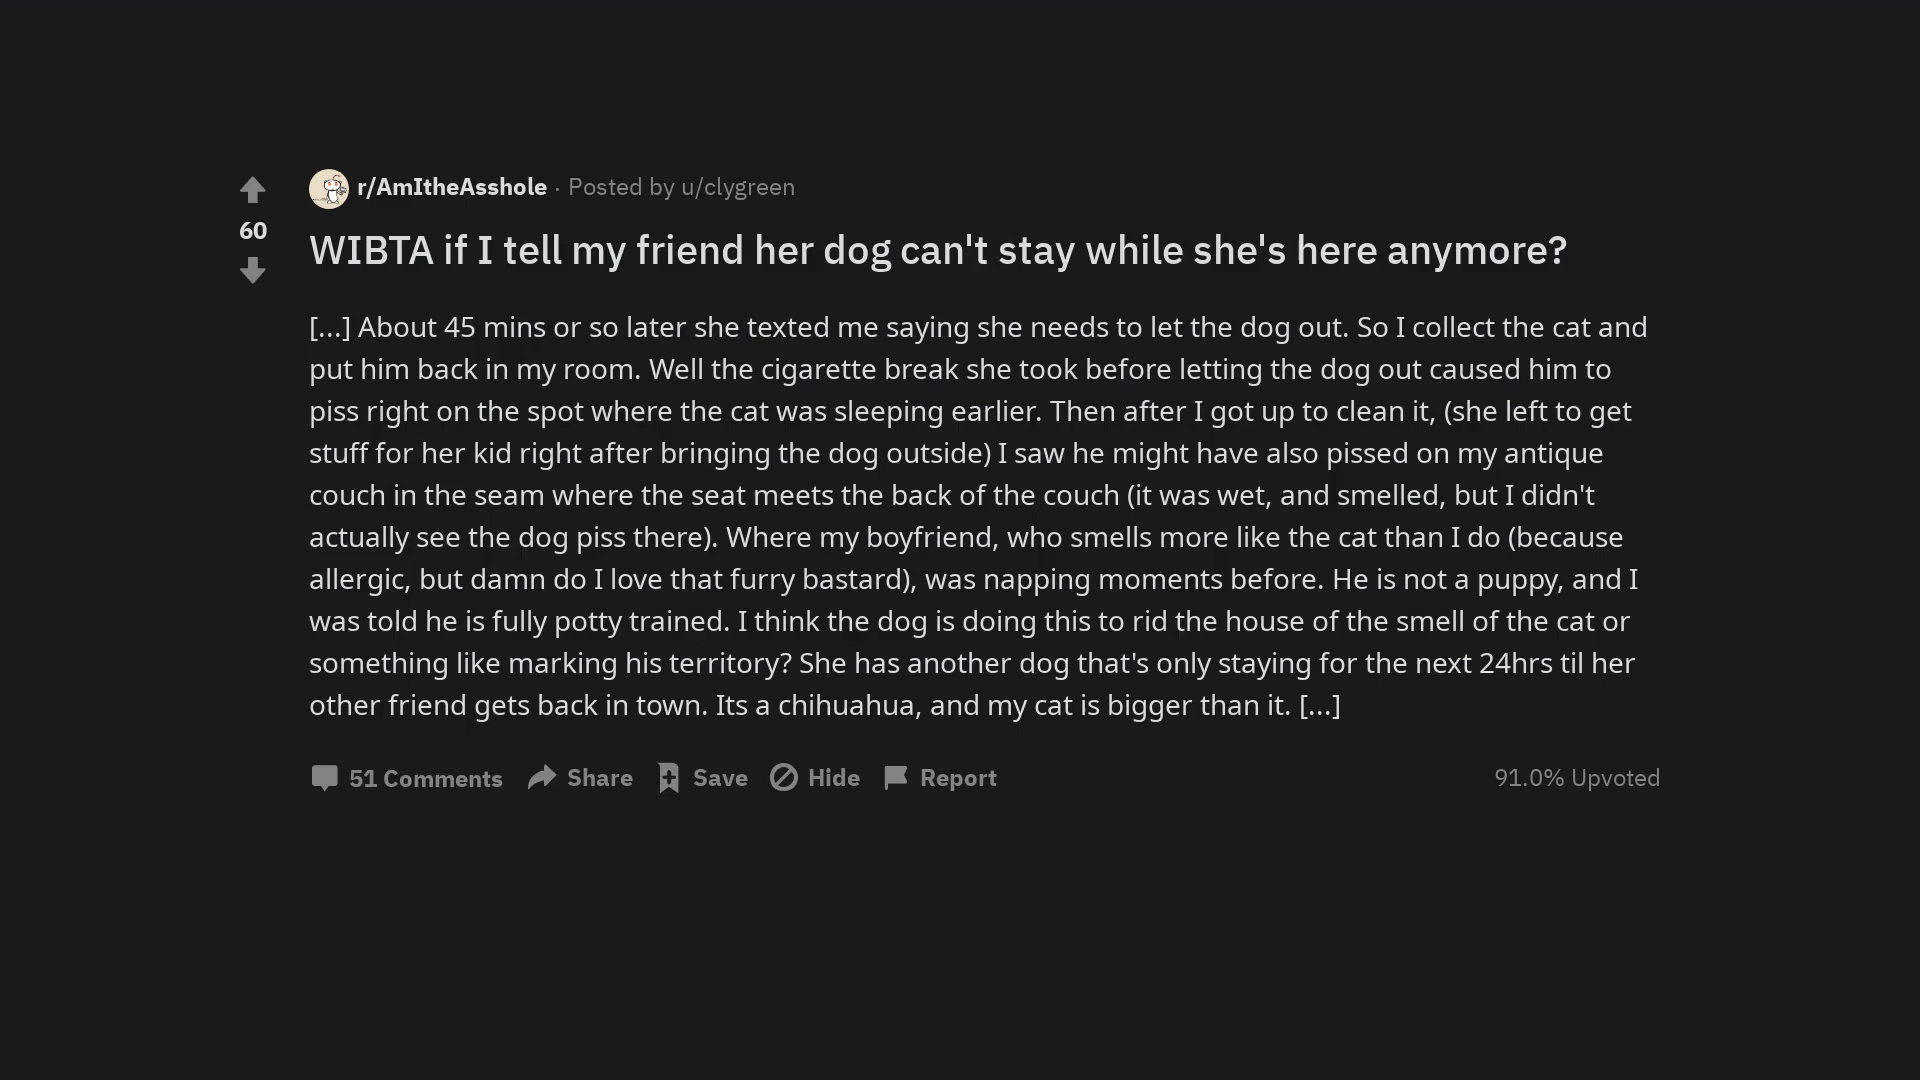 r/AmItheAsshole · Posted by u/clygreen
60
WIBTA if I tell my friend her dog can't stay while she's here anymore?
[...] About 45 mins or so later she texted me saying she needs to let the dog out. So I collect the cat and
put him back in my room. Well the cigarette break she took before letting the dog out caused him to
piss right on the spot where the cat was sleeping earlier. Then after I got up to clean it, (she left to get
stuff for her kid right after bringing the dog outside) I saw he might have also pissed on my antique
couch in the seam where the seat meets the back of the couch (it was wet, and smelled, but I didn't
actually see the dog piss there). Where my boyfriend, who smells more like the cat than I do (because
allergic, but damn do I love that furry bastard), was napping moments before. He is not a puppy, and I
was told he is fully potty trained. I think the dog is doing this to rid the house of the smell of the cat or
something like marking his territory? She has another dog that's only staying for the next 24hrs til her
other friend gets back in town. Its a chihuahua, and my cat is bigger than it. [...]
51 Comments Share Save Hide Report 91.0% Upvoted